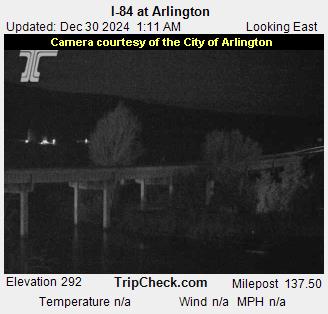 I-84 at Arlington
Updated: Dec 30 2024 1:11 AM Looking East
Camera courtesy of the City of Arlington
Elevation 292 TripCheck.com Milepost 137.50
Temperature n/a Wind n/a MPH n/a